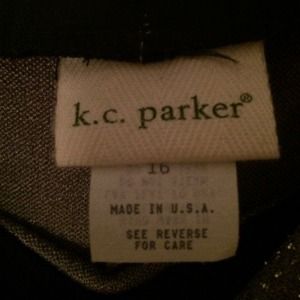 k.c. parker®
16
MADE IN U.S.A.
SEE REVERSE
FOR CARE